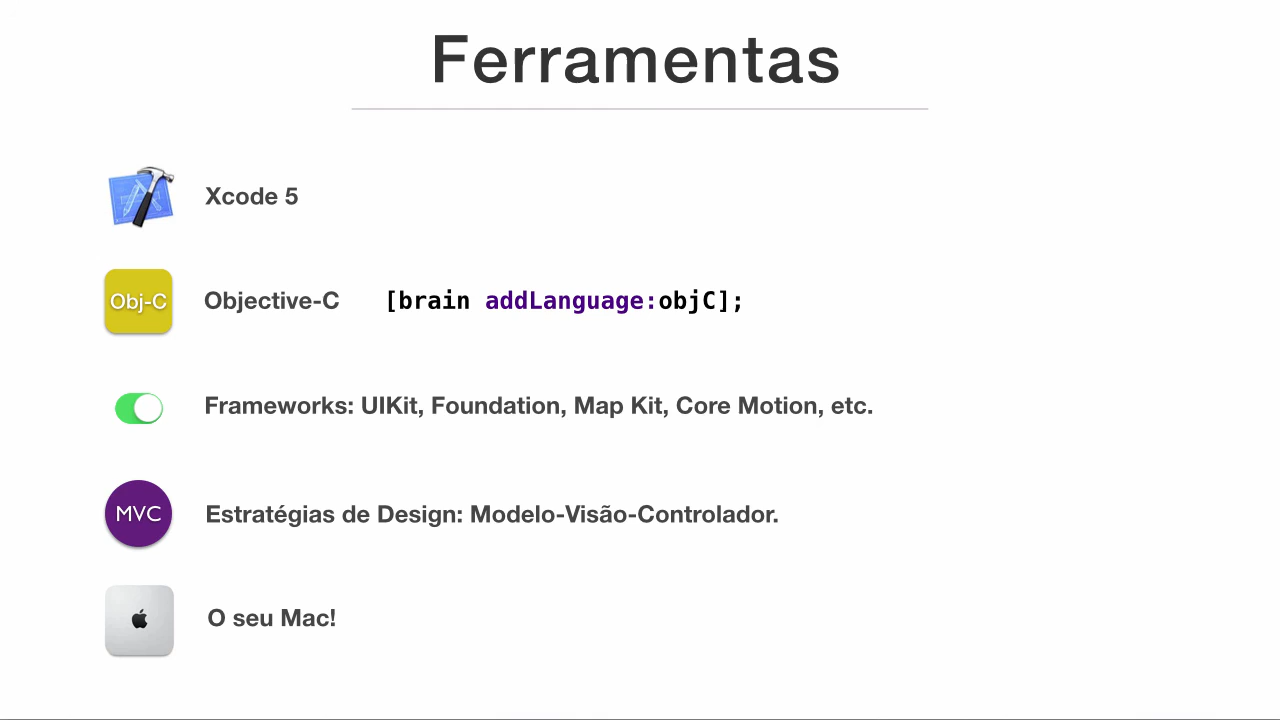 Ferramentas
Xcode 5
Obj-C
Objective-C [brain addLanguage:objC];
Frameworks: UIKit, Foundation, Map Kit, Core Motion, etc.
MVC
Estratégias de Design: Modelo-Visão-Controlador.
O seu Mac!